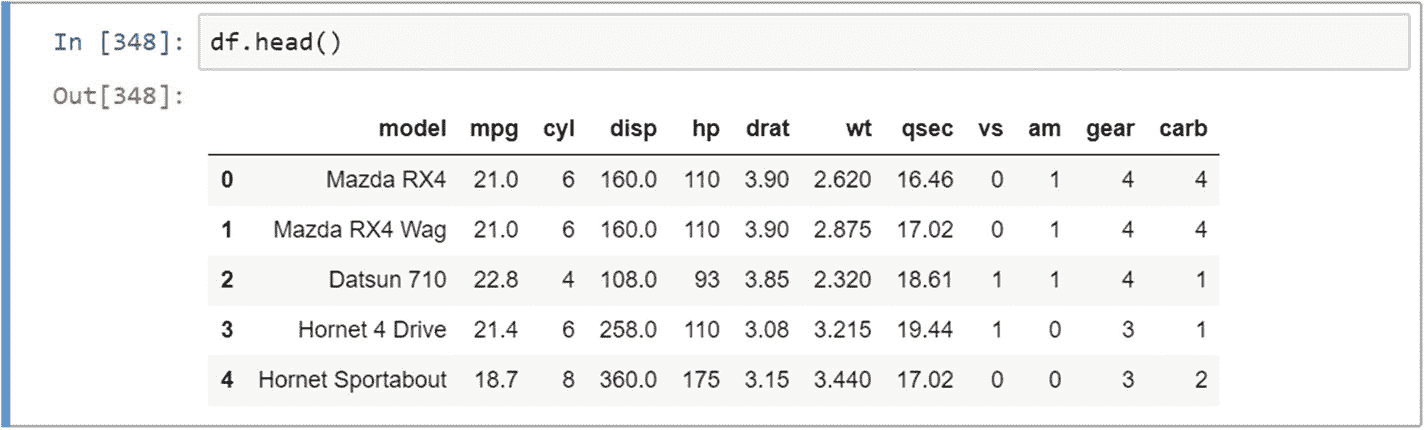 In [348]: df.head()
Out[348]:
model mpg cyl disp hp drat wt qsec vs am gear carb
0 Mazda RX4 21.0 6 160.0 110 3.90 2.620 16.46 0 1 4 4
1 Mazda RX4 Wag 21.0 6 160.0 110 3.90 2.875 17.02 0 1 4 4
2 Datsun 710 22.8 4 108.0 93 3.85 2.320 18.61 1 1 4 1
3 Hornet 4 Drive 21.4 6 258.0 110 3.08 3.215 19.44 1 0 3 1
4 Hornet Sportabout 18.7 8 360.0 175 3.15 3.440 17.02 0 0 3 2